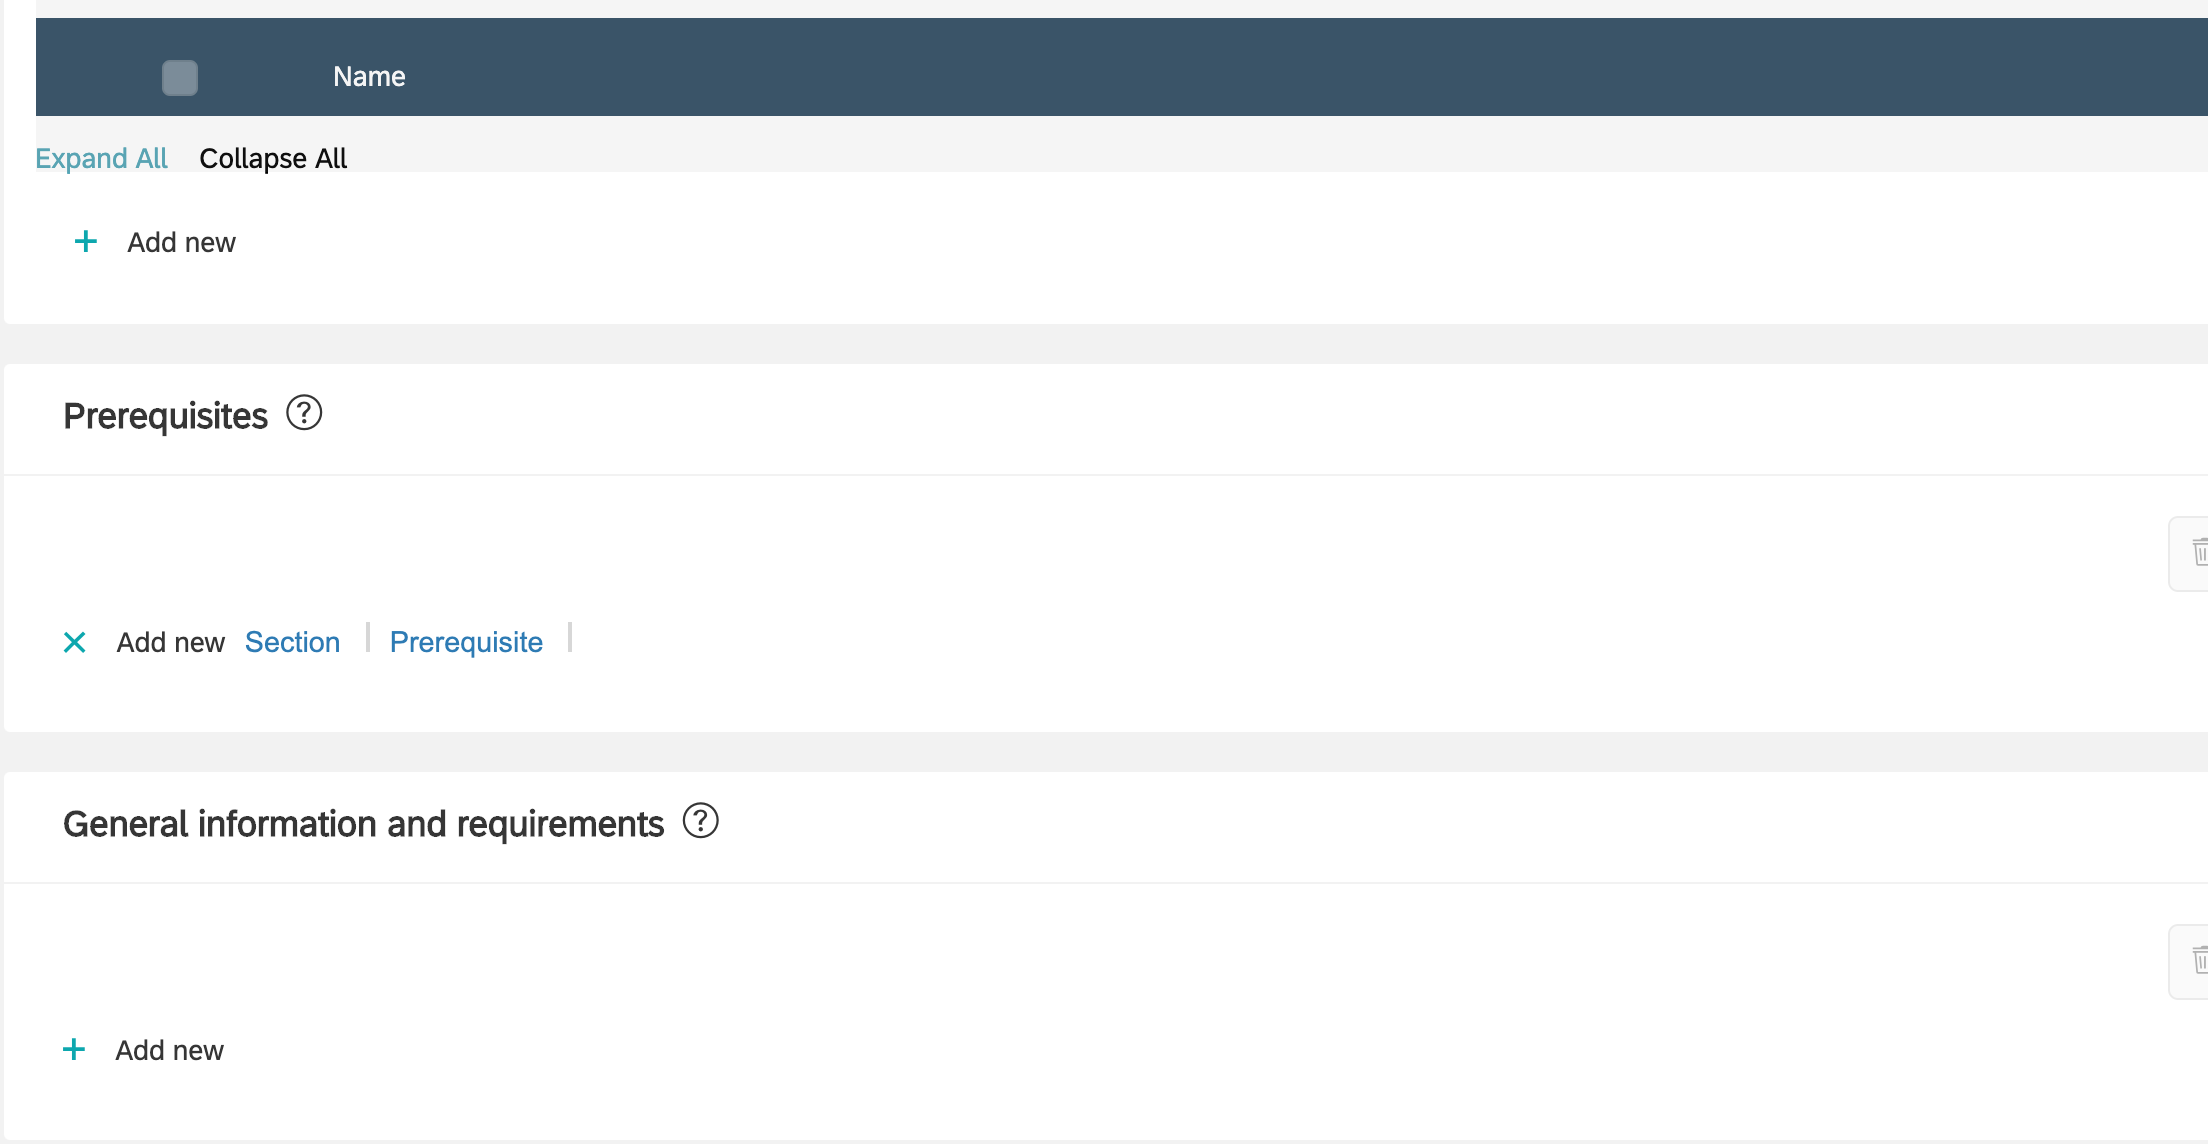 Name
Expand All Collapse All
+ Add new
Prerequisites ?
× Add new Section | Prerequisite |
General information and requirements ?
+ Add new